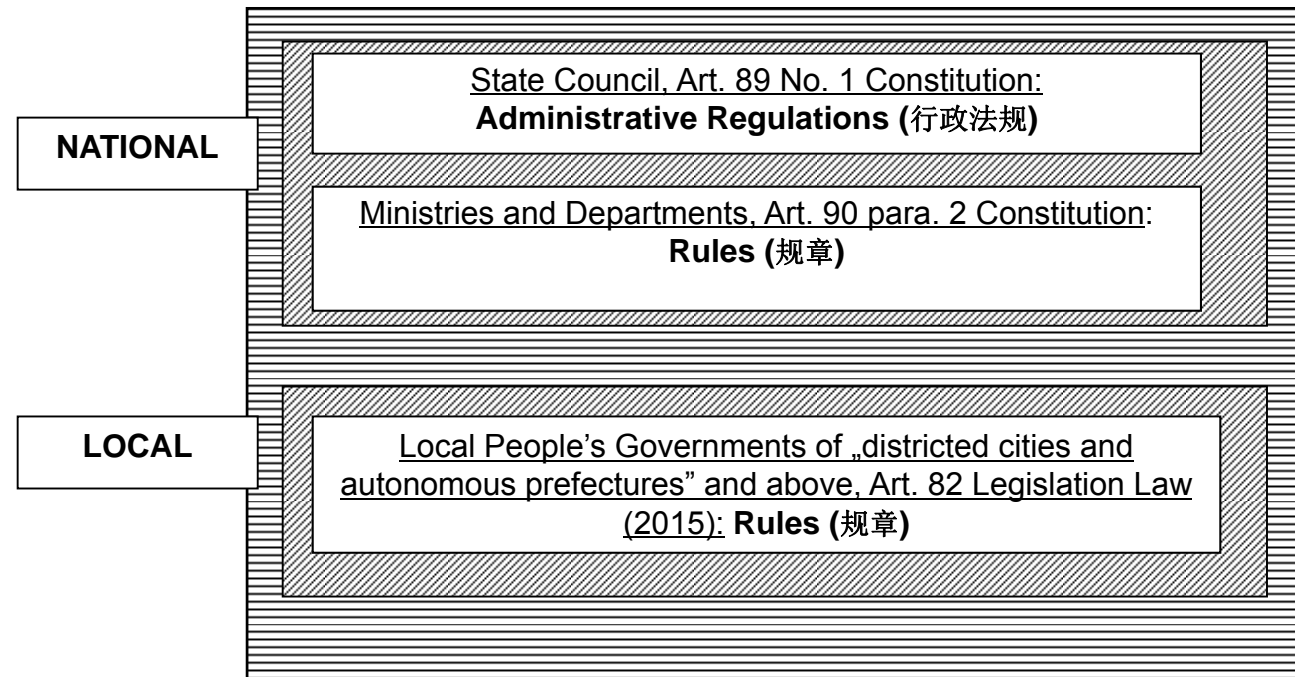 State Council, Art. 89 No. 1 Constitution:
Administrative Regulations (行政法规)
NATIONAL
Ministries and Departments, Art. 90 para. 2 Constitution:
Rules (规章)
LOCAL
Local People’s Governments of „districted cities and
autonomous prefectures” and above, Art. 82 Legislation Law
(2015): Rules (规章)